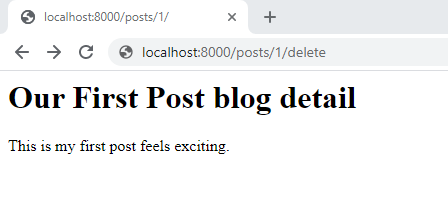 localhost:8000/posts/1/
localhost:8000/posts/1/delete
Our First Post blog detail
This is my first post feels exciting.